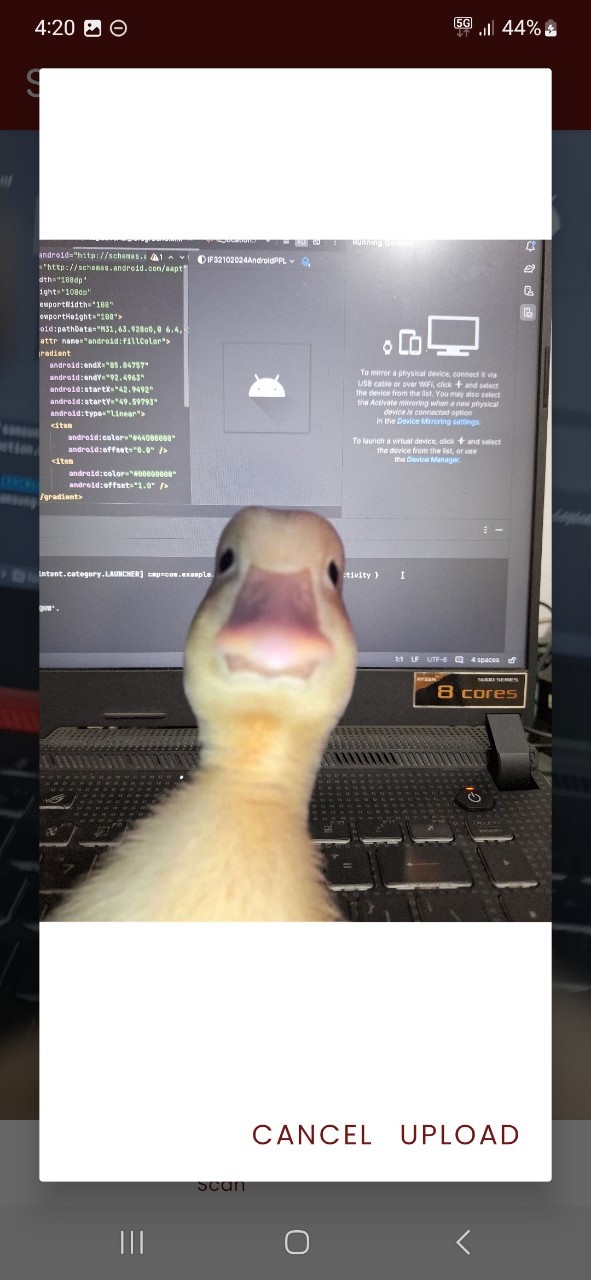 4:20
5G
44%
S
android="http://schemas.a
1
="http://schemas.android.com/aapt"
dth="108dp"
ight="108dp"
ewportWidth="108"
ewportHeight="108">
oid:pathData="M31,63.928c0,0 6.4,-
attr name="android:fillColor">
radient
android:endX="85.84757"
android:endY="92.4963"
android:startX="42.9492"
android:startY="49.59793"
android:type="linear">
<item
android:color="#44000000"
android:offset="0.0" />
<item
android:color="#00000000"
android:offset="1.0" />
/gradient>
IF32102024AndroidPPL
Running Devices
To mirror a physical device, connect it via
USB cable or over WiFi, click + and select
the device from the list. You may also select
the Activate mirroring when a new physical
device is connected option
in the Device Mirroring settings.
To launch a virtual device, click + and select
the device from the list, or use
the Device Manager.
intent.category.LAUNCHER] cmp=com.example.
tivity }
1:1 LF UTF-8 4 spaces
RYZEN 5000 SERIES
8 cores
CANCEL UPLOAD
Scan